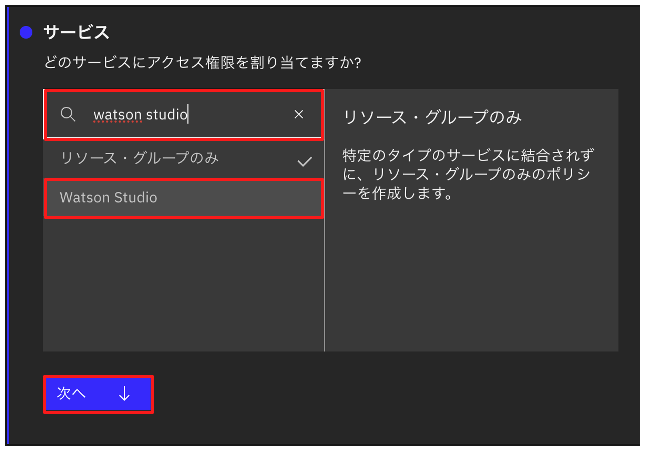 サービス
どのサービスにアクセス権限を割り当てますか?
watson studio
リソース・グループのみ
Watson Studio
リソース・グループのみ
特定のタイプのサービスに結合されず
に、リソース・グループのみのポリシ
ーを作成します。
次へ